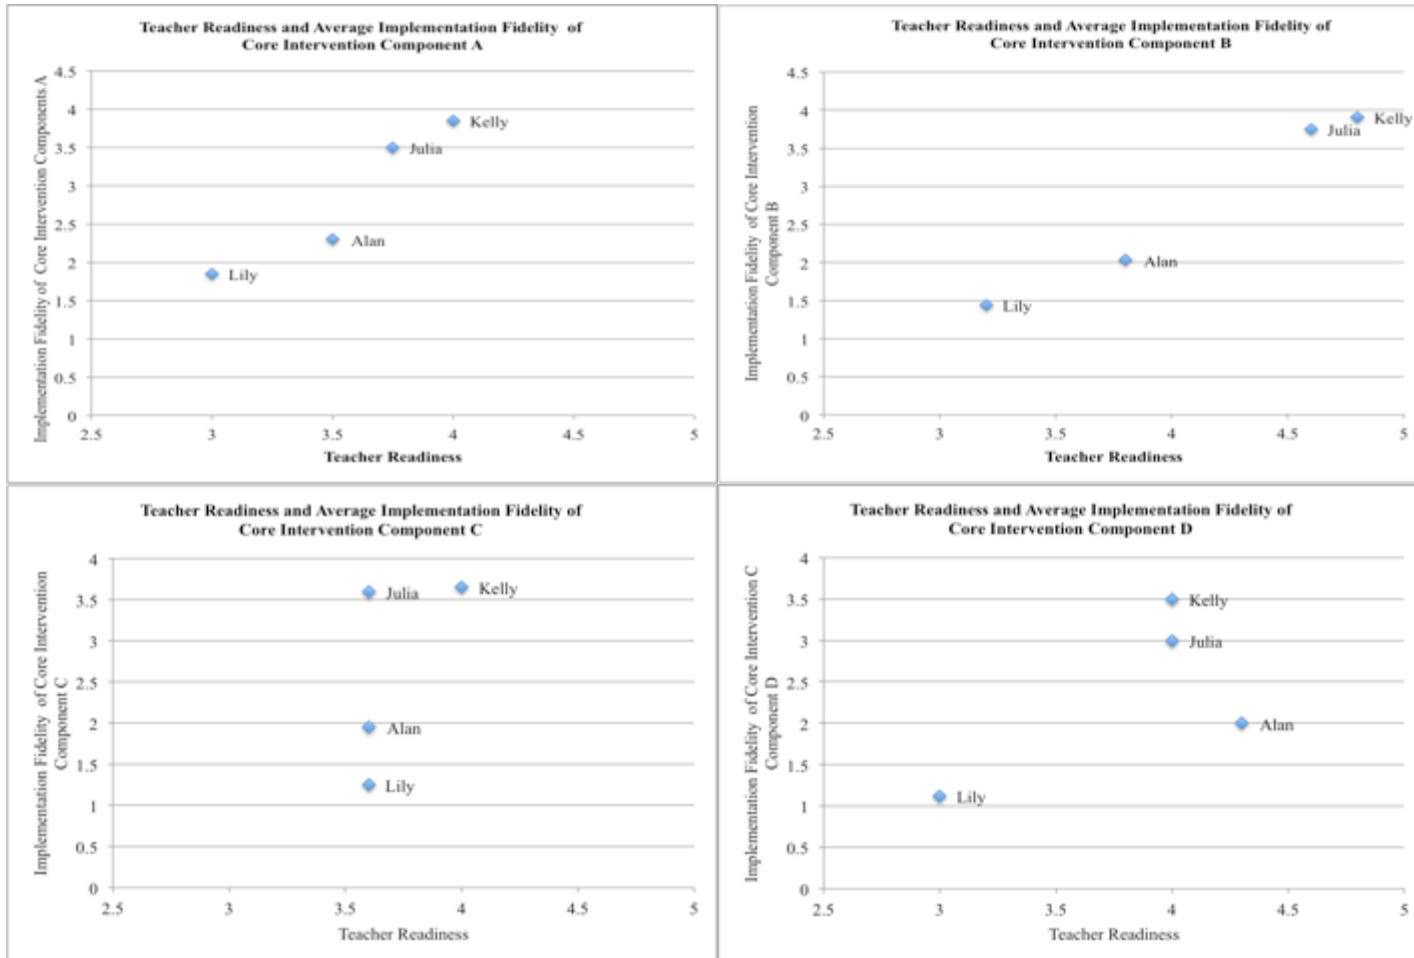 Teacher Readiness and Average Implementation Fidelity of
Core Intervention Component A
Implementation Fidelity of Core Intervention Components A
4.5
4
3.5
3
2.5
2
1.5
1
0.5
0
Kelly
Julia
Alan
Lily
2.5 3 3.5 4 4.5 5
Teacher Readiness
Teacher Readiness and Average Implementation Fidelity of
Core Intervention Component B
Implementation Fidelity of Core Intervention
Component B
4.5
4
3.5
3
2.5
2
1.5
1
0.5
0
Kelly
Julia
Alan
Lily
2.5 3 3.5 4 4.5 5
Teacher Readiness
Teacher Readiness and Average Implementation Fidelity of
Core Intervention Component C
Implementation Fidelity of Core Intervention
Component C
4
3.5
3
2.5
2
1.5
1
0.5
0
Julia
Kelly
Alan
Lily
2.5 3 3.5 4 4.5 5
Teacher Readiness
Teacher Readiness and Average Implementation Fidelity of
Core Intervention Component D
Implementation Fidelity of Core Intervention C
Component D
4
3.5
3
2.5
2
1.5
1
0.5
0
Kelly
Julia
Alan
Lily
2.5 3 3.5 4 4.5 5
Teacher Readiness